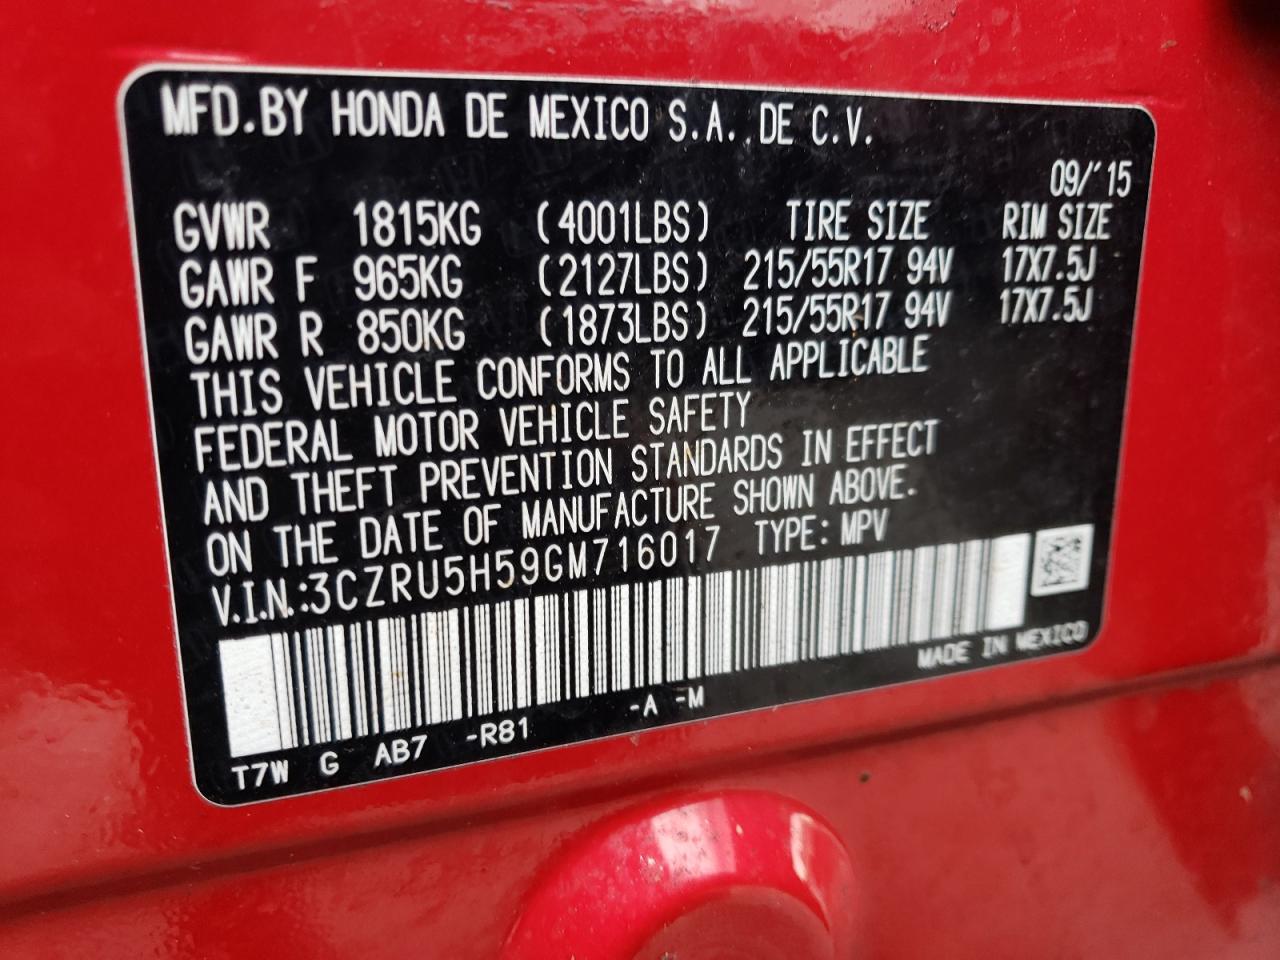 MFD.BY HONDA DE MEXICO S.A. DE C.V.
09/'15
GVWR 1815KG (4001LBS) TIRE SIZE RIM SIZE
GAWR F 965KG (2127LBS) 215/55R17 94V 17X7.5J
GAWR R 850KG (1873LBS) 215/55R17 94V 17X7.5J
THIS VEHICLE CONFORMS TO ALL APPLICABLE
FEDERAL MOTOR VEHICLE SAFETY
AND THEFT PREVENTION STANDARDS IN EFFECT
ON THE DATE OF MANUFACTURE SHOWN ABOVE.
V.I.N.:3CZRU5H59GM716017 TYPE: MPV
MADE IN MEXICO
T7W G AB7 -R81 -A -M